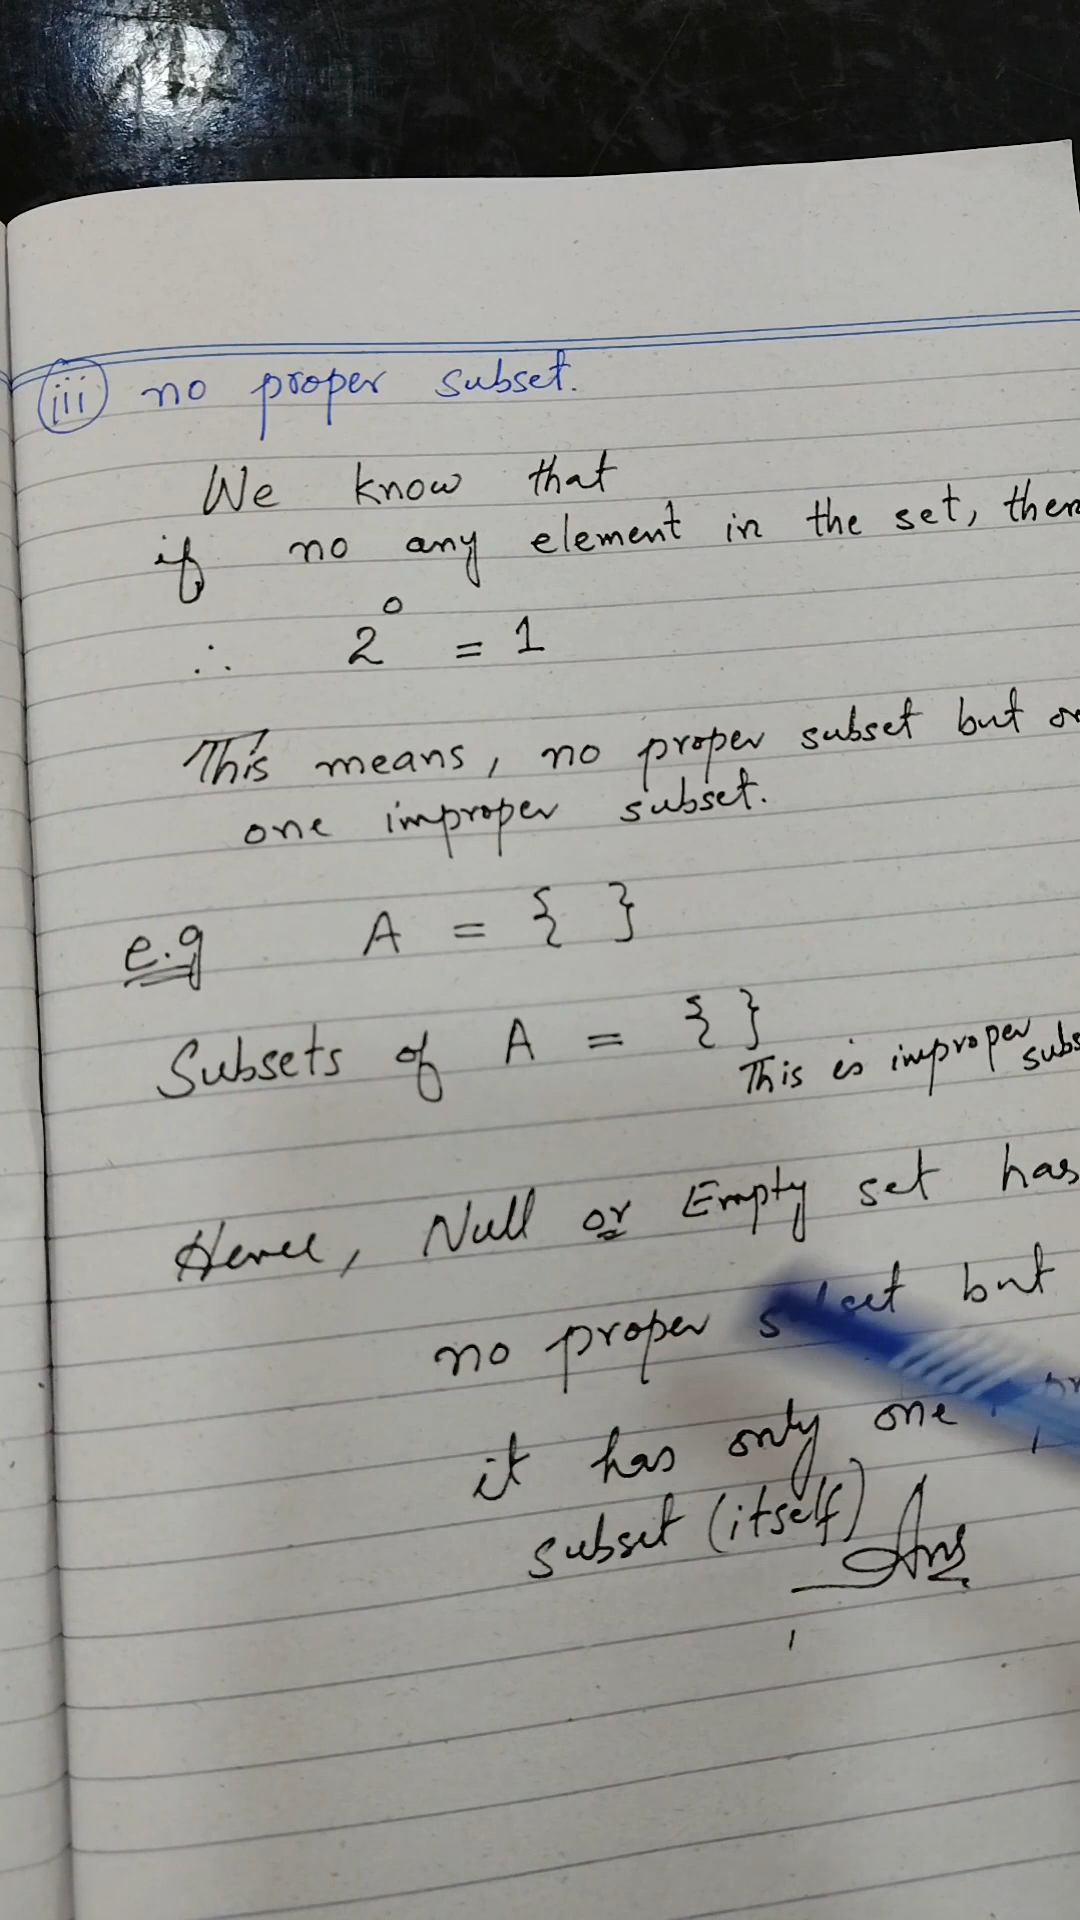 iii no proper subset.
We know that
if no any element in the set, then
∴ 2⁰ = 1
This means, no proper subset but
one improper subset.
e.g A = { }
Subsets of A = { }
This is improper
Hence, Null or Empty set has
no proper but
it has only one
subset (itself)
Ans